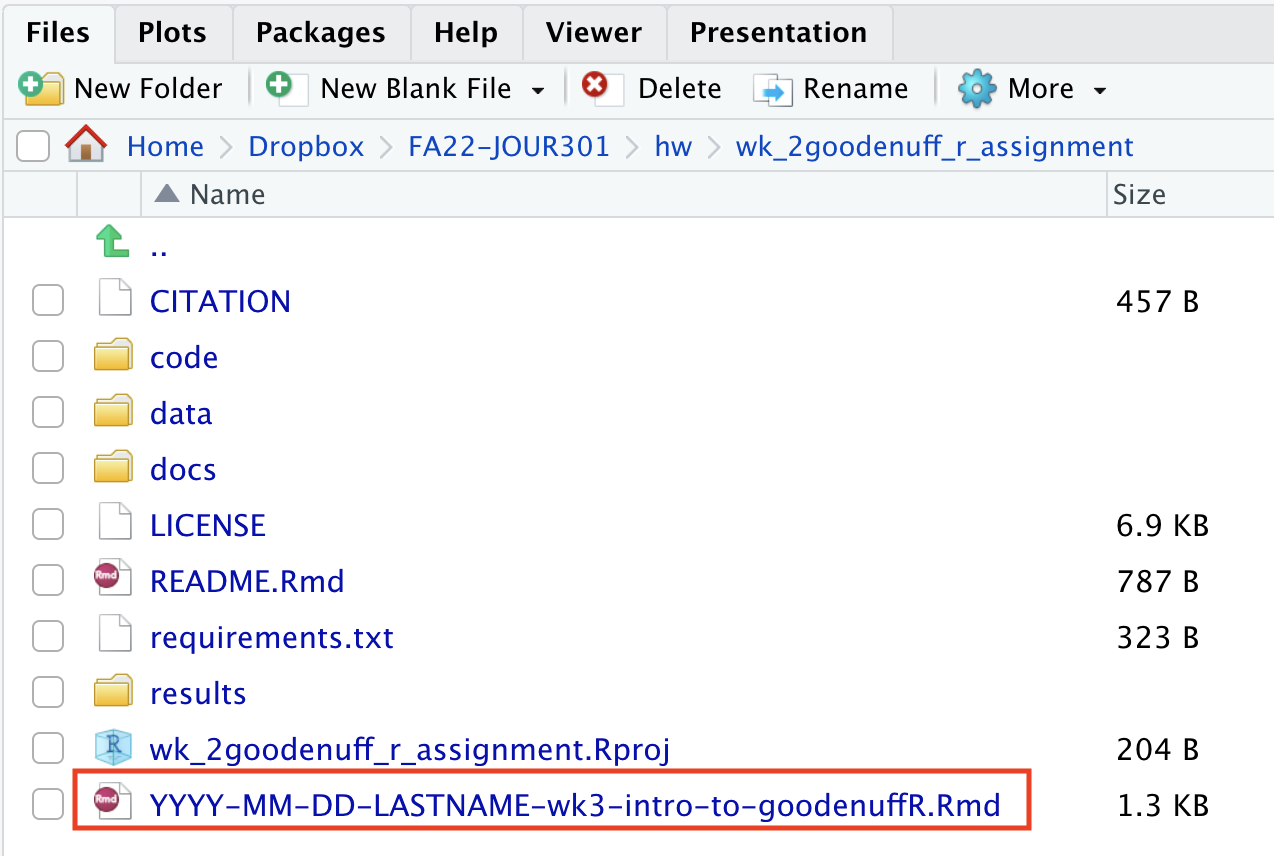 Files Plots Packages Help Viewer Presentation
New Folder New Blank File Delete Rename More
Home Dropbox FA22-JOUR301 hw wk_2goodenuff_r_assignment
Name Size
..
CITATION 457 B
code
data
docs
LICENSE 6.9 KB
Rmd README.Rmd 787 B
requirements.txt 323 B
results
R wk_2goodenuff_r_assignment.Rproj 204 B
Rmd YYYY-MM-DD-LASTNAME-wk3-intro-to-goodenuffR.Rmd 1.3 KB